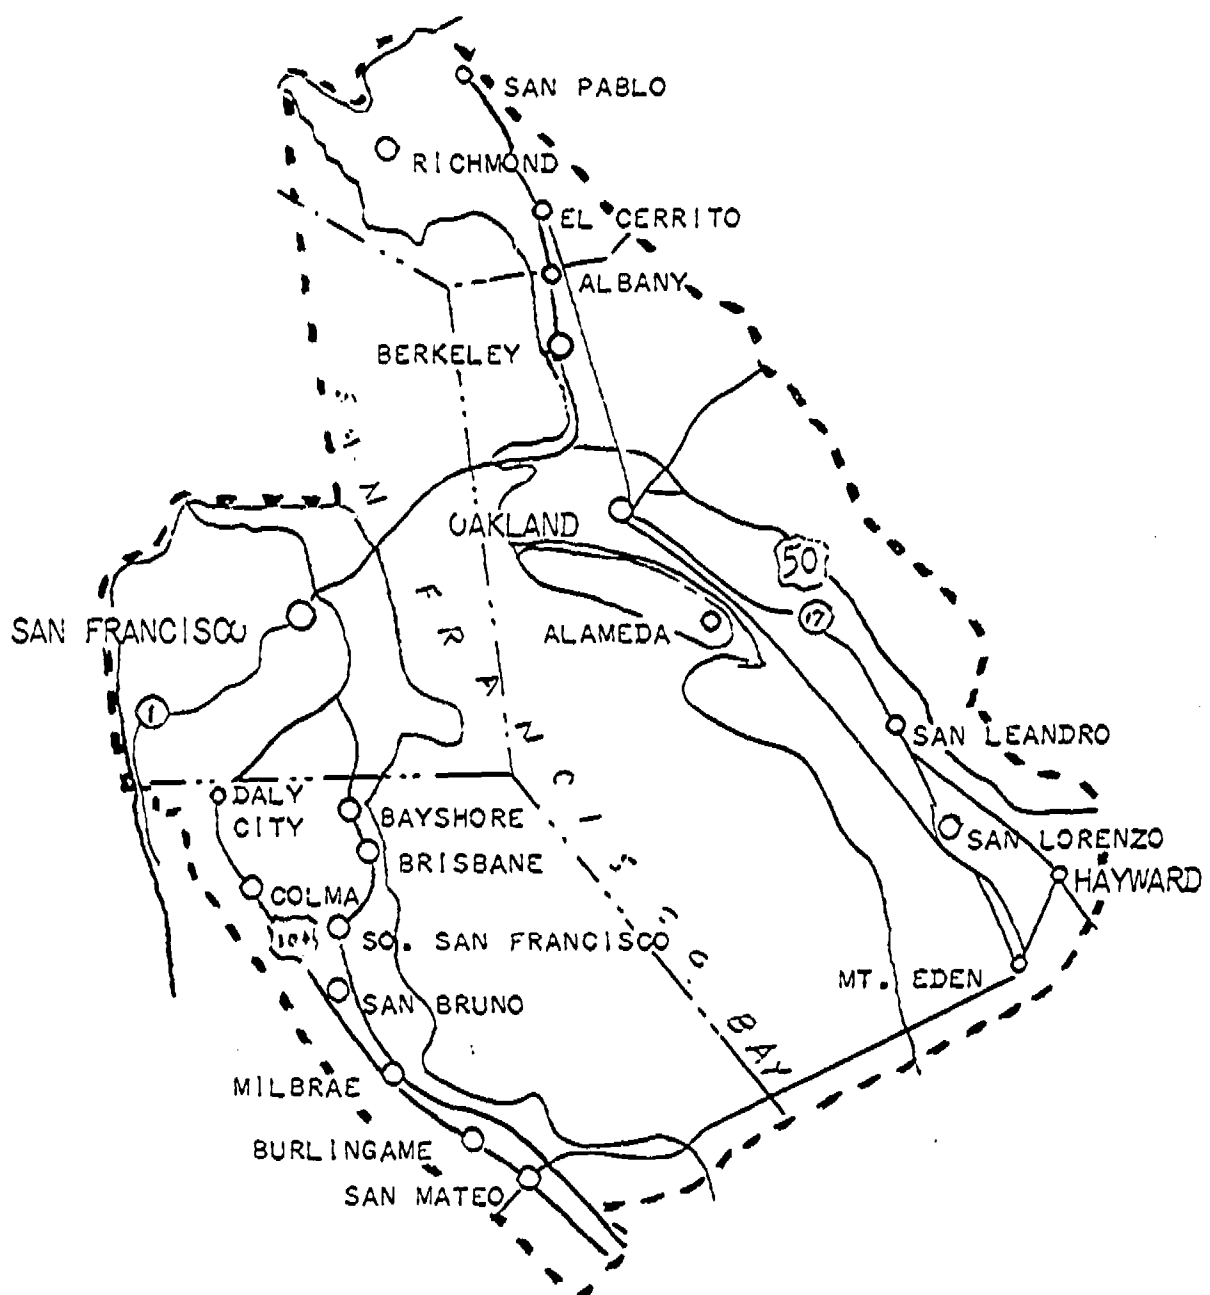 SAN PABLO
RICHMOND
EL CERRITO
ALBANY
BERKELEY
OAKLAND
50
17
SAN FRANCISCO
ALAMEDA
1
SAN LEANDRO
DALY
CITY
BAYSHORE
BRISBANE
SAN LORENZO
HAYWARD
COLMA
SO. SAN FRANCISCO
MT. EDEN
SAN BRUNO
MILBRAE
BURLINGAME
SAN MATEO
SAN FRANCISCO BAY